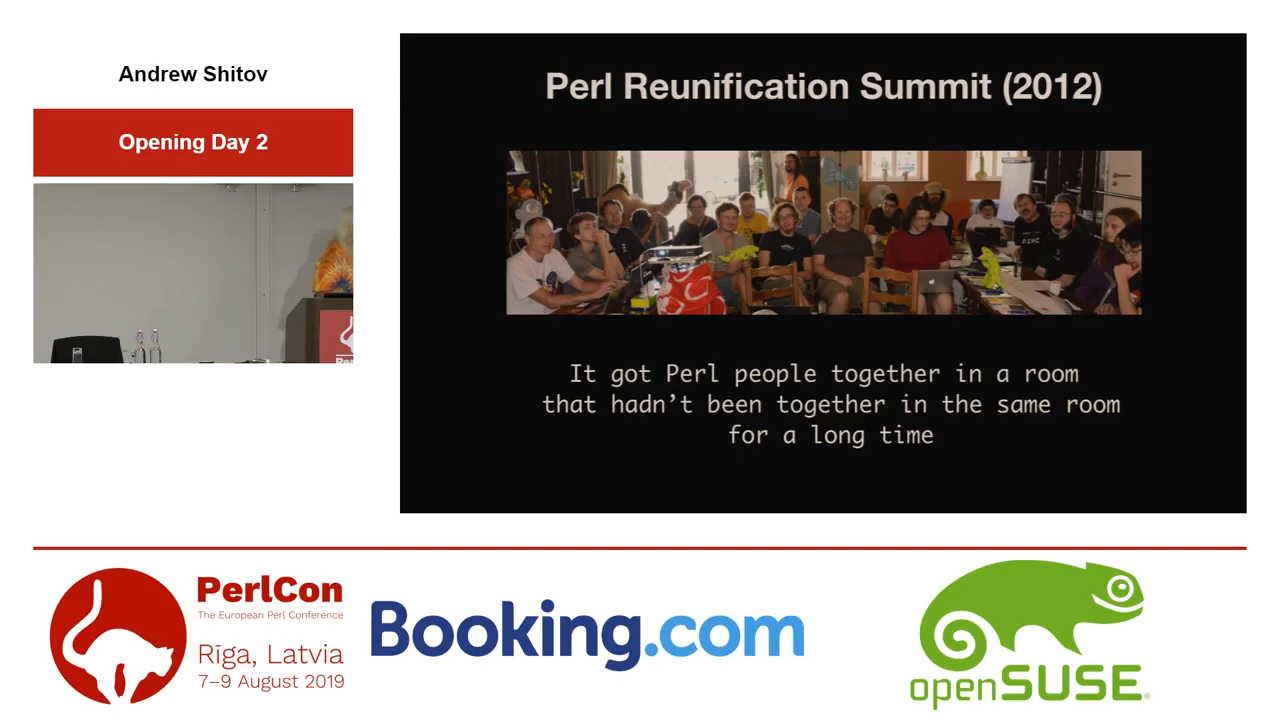 Andrew Shitov
Opening Day 2
Perl Reunification Summit (2012)
It got Perl people together in a room
that hadn't been together in the same room
for a long time
PerlCon
The European Perl Conference
Rīga, Latvia
7–9 August 2019
Booking.com
openSUSE